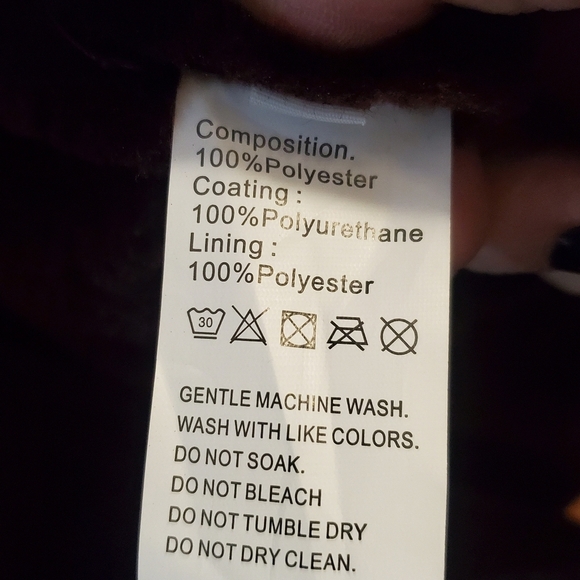 Composition.
100%Polyester
Coating :
100%Polyurethane
Lining :
100%Polyester
30
GENTLE MACHINE WASH.
WASH WITH LIKE COLORS.
DO NOT SOAK.
DO NOT BLEACH
DO NOT TUMBLE DRY
DO NOT DRY CLEAN.